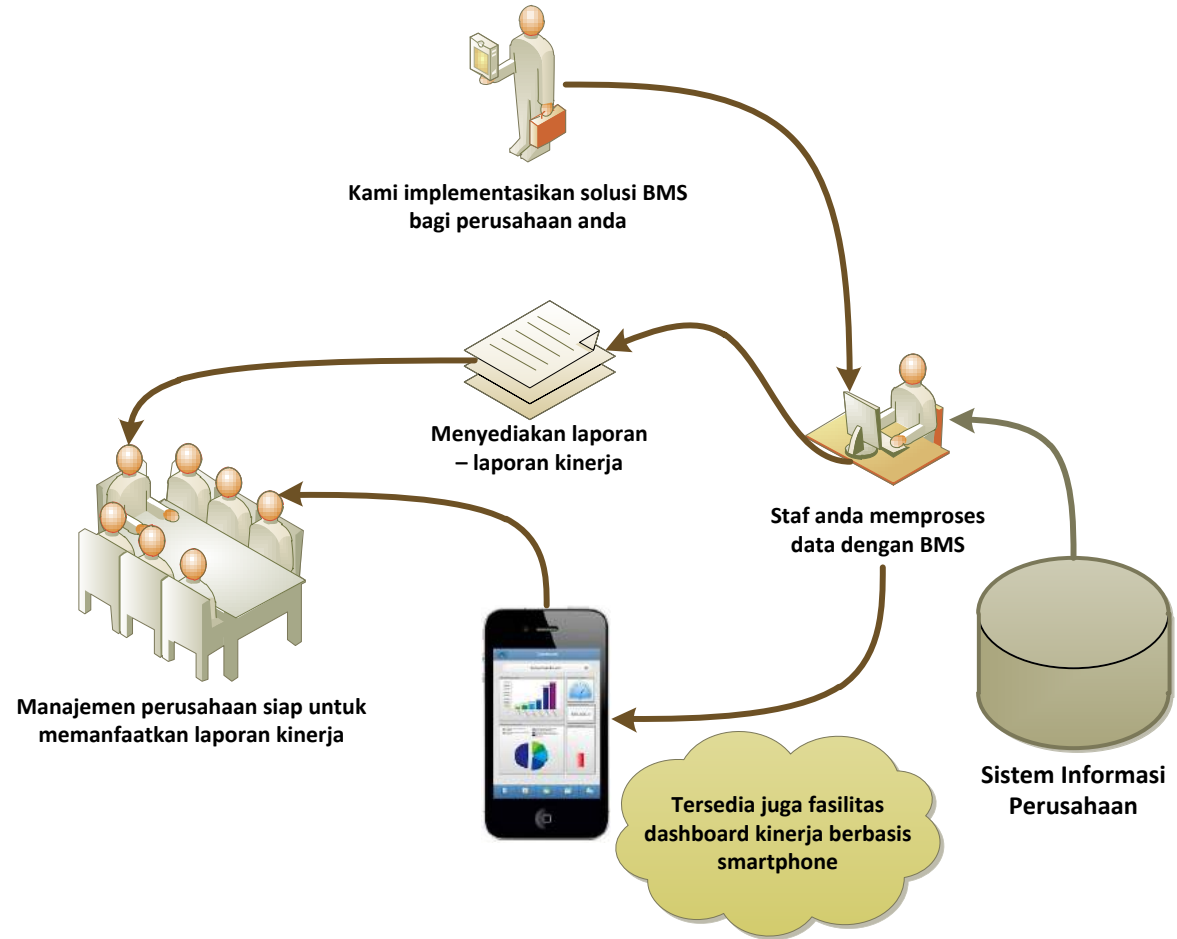 Kami implementasikan solusi BMS
bagi perusahaan anda
Menyediakan laporan
– laporan kinerja
Staf anda memproses
data dengan BMS
Manajemen perusahaan siap untuk
memanfaatkan laporan kinerja
Sistem Informasi
Perusahaan
Tersedia juga fasilitas
dashboard kinerja berbasis
smartphone